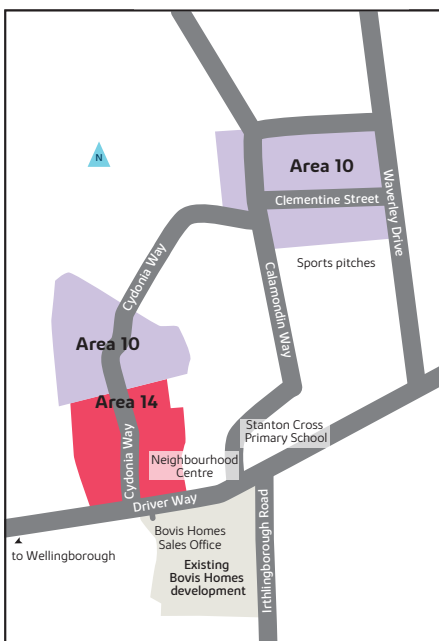 N
Area 10
Clementine Street
Waverley Drive
Sports pitches
Cydonia Way
Calamondin Way
Area 10
Area 14
Cydonia Way
Stanton Cross
Primary School
Neighbourhood
Centre
Driver Way
to Wellingborough
Bovis Homes
Sales Office
Existing
Bovis Homes
development
Irthlingborough Road